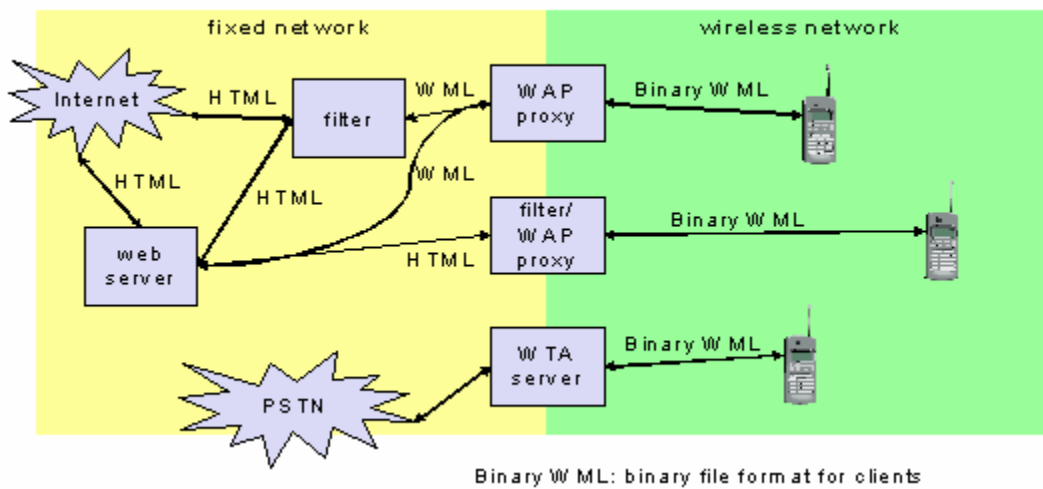 fixed network
wireless network
Internet
HTML
filter
WML
WAP
proxy
Binary WML
HTML
HTML
WML
web
server
HTML
filter/
WAP
proxy
Binary WML
PSTN
WTA
server
Binary WML
Binary WML: binary file format for clients